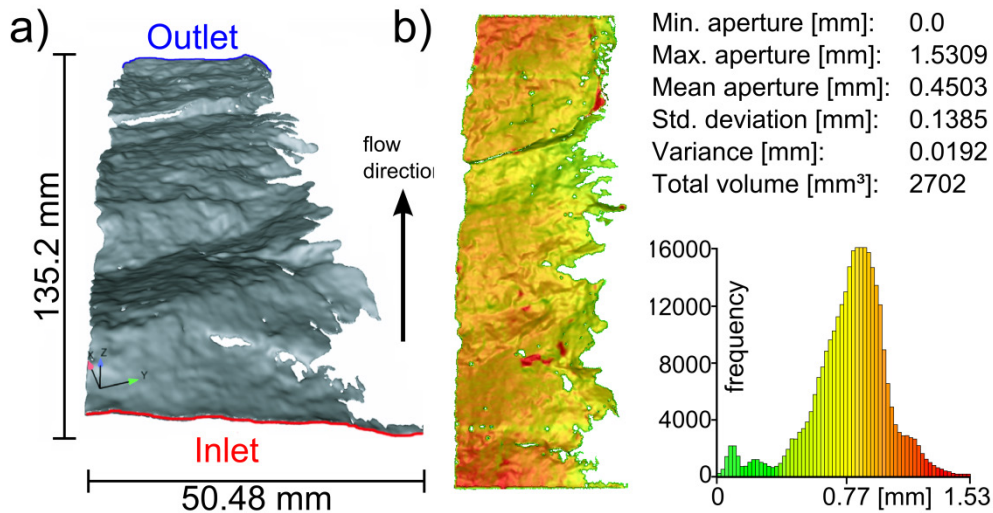 a)
Outlet
135.2 mm
flow
direction
X
Z
Y
Inlet
50.48 mm
b)
Min. aperture [mm]: 0.0
Max. aperture [mm]: 1.5309
Mean aperture [mm]: 0.4503
Std. deviation [mm]: 0.1385
Variance [mm]: 0.0192
Total volume [mm³]: 2702
16000
12000
8000
4000
0
frequency
0 0.77 [mm] 1.53